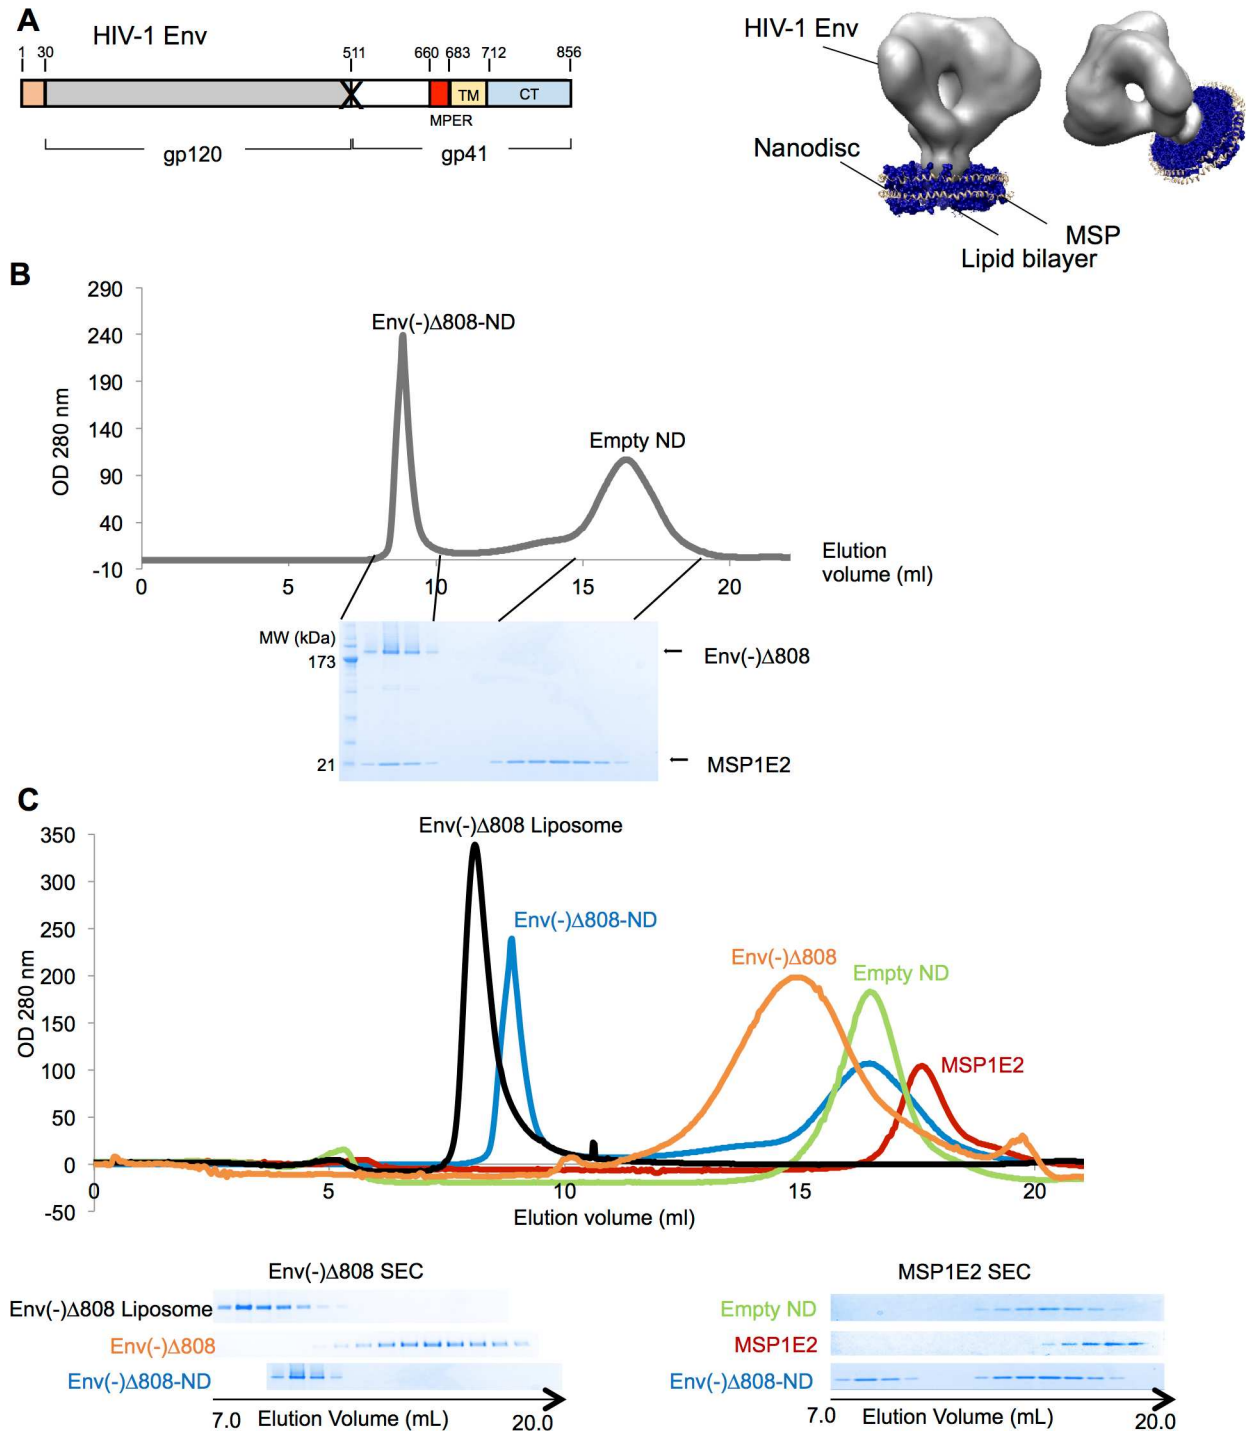 A
HIV-1 Env
1 30 511 660 683 712 856
TM CT
MPER
gp120 gp41
HIV-1 Env
Nanodisc
MSP
Lipid bilayer
B
290
240
190
140
90
40
-10
OD 280 nm
Env(-)Δ808-ND
Empty ND
0 5 10 15 20
Elution
volume (ml)
MW (kDa)
173
21
Env(-)Δ808
MSP1E2
C
350
300
250
200
150
100
50
0
-50
OD 280 nm
Env(-)Δ808 Liposome
Env(-)Δ808-ND
Env(-)Δ808
Empty ND
MSP1E2
0 5 10 15 20
Elution volume (ml)
Env(-)Δ808 SEC
Env(-)Δ808 Liposome
Env(-)Δ808
Env(-)Δ808-ND
7.0 Elution Volume (mL) 20.0
MSP1E2 SEC
Empty ND
MSP1E2
Env(-)Δ808-ND
7.0 Elution Volume (mL) 20.0